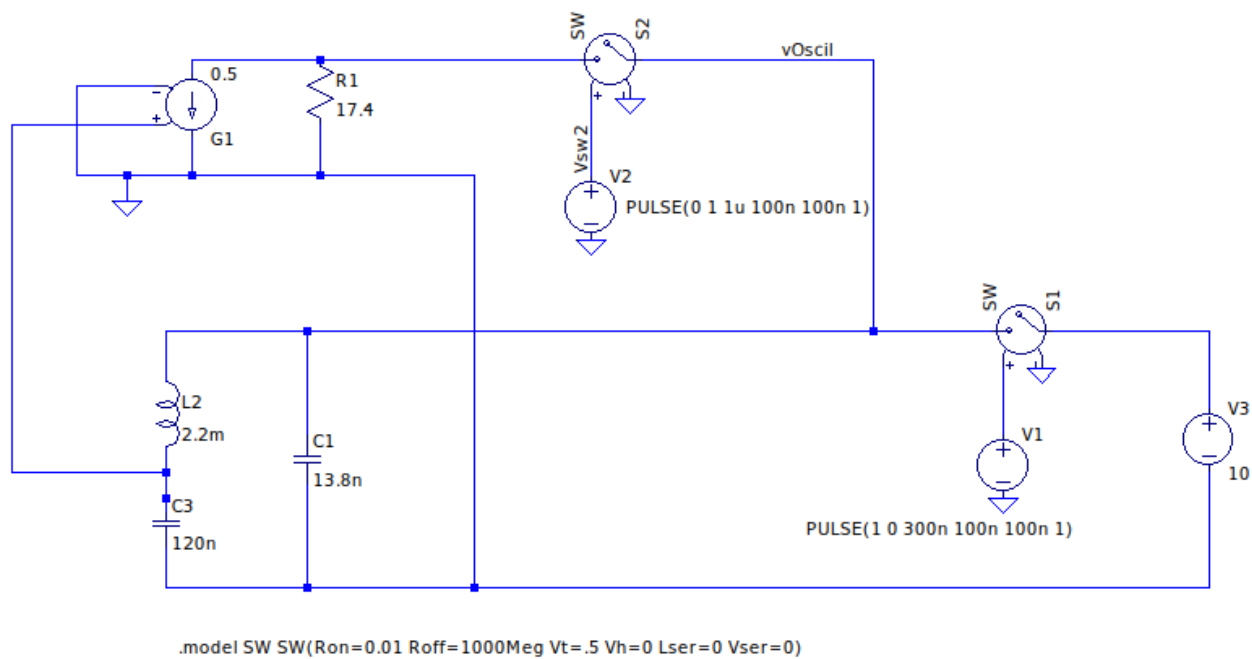 SW
S2
vOscil
0.5
R1
17.4
G1
Vsw2
V2
PULSE(0 1 1u 100n 100n 1)
SW
S1
L2
2.2m
C1
13.8n
V3
10
V1
C3
120n
PULSE(1 0 300n 100n 100n 1)
.model SW SW(Ron=0.01 Roff=1000Meg Vt=.5 Vh=0 Lser=0 Vser=0)